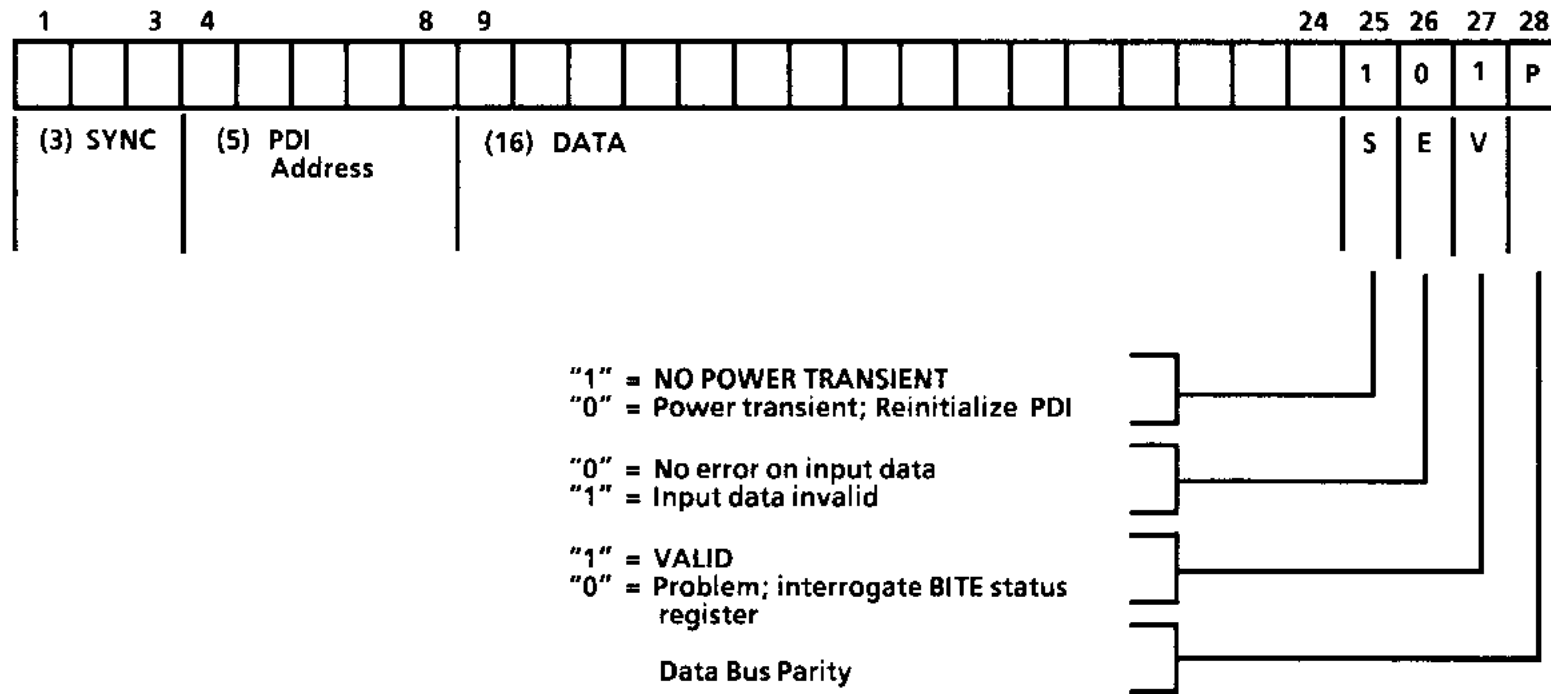 1 3 4 8 9 24 25 26 27 28
1 0 1 P
(3) SYNC (5) PDI (16) DATA S E V
Address
"1" = NO POWER TRANSIENT
"0" = Power transient; Reinitialize PDI
"0" = No error on input data
"1" = Input data invalid
"1" = VALID
"0" = Problem; interrogate BITE status
register
Data Bus Parity